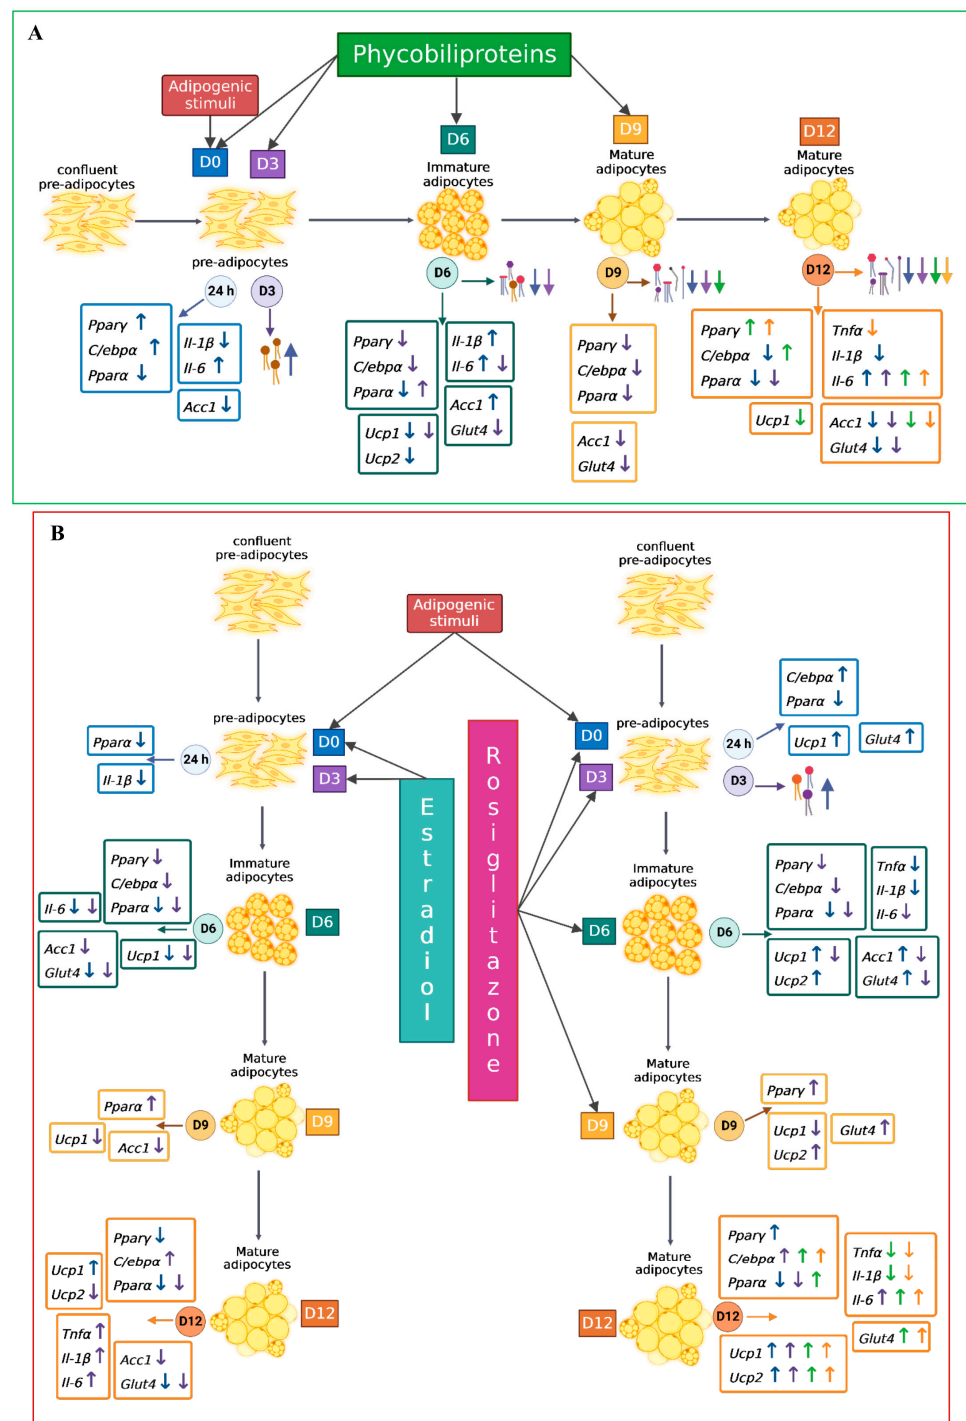 A
Phycobiliproteins
Adipogenic
stimuli
D0
D3
D6
D9
D12
confluent
pre-adipocytes
Immature
adipocytes
Mature
adipocytes
Mature
adipocytes
pre-adipocytes
24 h
D3
D6
D9
D12
Pparγ ↑
C/ebpα ↑
Pparα ↓
Il-1β ↓
Il-6 ↑
Acc1 ↓
Pparγ ↓
C/ebpα ↓
Pparα ↓ ↑
Il-1β ↑
Il-6 ↑ ↓
Acc1 ↑
Glut4 ↓
Ucp1 ↓ ↓
Ucp2 ↓
Pparγ ↓
C/ebpα ↓
Pparα ↓
Acc1 ↓
Glut4 ↓
Pparγ ↑ ↑
C/ebpα ↓ ↑
Pparα ↓ ↓
Tnfα ↓
Il-1β ↓
Il-6 ↑ ↑ ↑ ↑
Ucp1 ↓
Acc1 ↓ ↓ ↓ ↓
Glut4 ↓ ↓
B
confluent
pre-adipocytes
confluent
pre-adipocytes
Adipogenic
stimuli
pre-adipocytes
D0
D3
24 h
Pparα ↓
Il-1β ↓
Estradiol
Rosiglitazone
D0
D3
pre-adipocytes
24 h
D3
C/ebpα ↑
Pparα ↓
Ucp1 ↑
Glut4 ↑
Immature
adipocytes
D6
D6
Pparγ ↓
C/ebpα ↓
Pparα ↓ ↓
Il-6 ↓ ↓
Acc1 ↓
Glut4 ↓ ↓
Ucp1 ↓ ↓
Immature
adipocytes
D6
D6
Pparγ ↓
C/ebpα ↓
Pparα ↓ ↓
Tnfα ↓
Il-1β ↓
Il-6 ↓
Ucp1 ↑ ↓
Ucp2 ↑
Acc1 ↑ ↓
Glut4 ↑ ↓
Mature
adipocytes
D9
D9
Pparα ↑
Ucp1 ↓
Acc1 ↓
Mature
adipocytes
D9
D9
Pparγ ↑
Ucp1 ↓
Ucp2 ↑
Glut4 ↑
Mature
adipocytes
D12
D12
Pparγ ↓
C/ebpα ↑
Pparα ↓ ↓
Ucp1 ↑
Ucp2 ↓
Tnfα ↑
Il-1β ↑
Il-6 ↑
Acc1 ↓
Glut4 ↓ ↓
Mature
adipocytes
D12
D12
Pparγ ↑
C/ebpα ↑ ↑ ↑
Pparα ↓ ↓ ↑
Tnfα ↓ ↓
Il-1β ↓ ↓
Il-6 ↑ ↑ ↑
Glut4 ↑ ↑
Ucp1 ↑ ↑ ↑ ↑
Ucp2 ↑ ↑ ↑ ↑